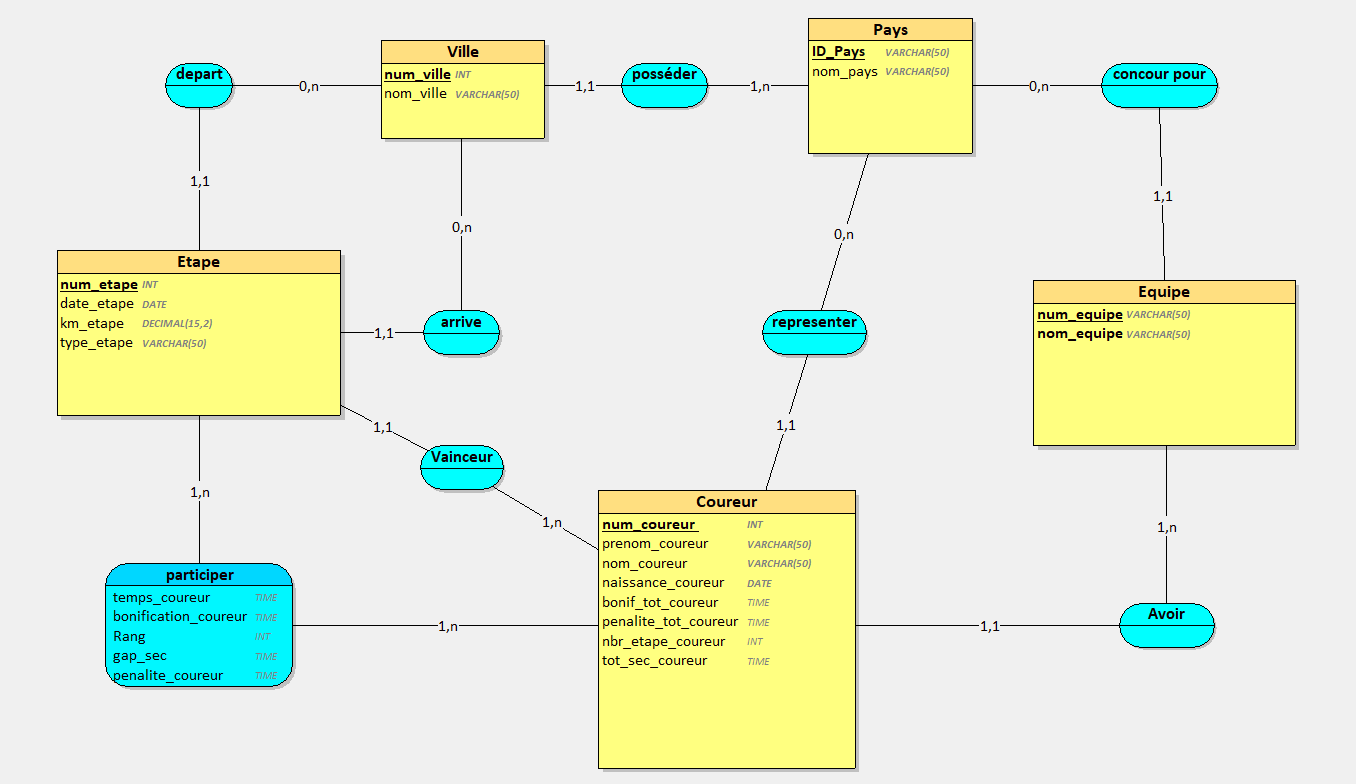 Pays
ID_Pays VARCHAR(50)
nom_pays VARCHAR(50)
Ville
num_ville INT
nom_ville VARCHAR(50)
depart
0,n
1,1
posséder
1,n
0,n
concour pour
1,1
1,1
0,n
0,n
Etape
num_etape INT
date_etape DATE
km_etape DECIMAL(15,2)
type_etape VARCHAR(50)
1,1
arrive
representer
Equipe
num_equipe VARCHAR(50)
nom_equipe VARCHAR(50)
1,1
Vainceur
1,n
1,1
1,n
Coureur
num_coureur INT
prenom_coureur VARCHAR(50)
nom_coureur VARCHAR(50)
naissance_coureur DATE
bonif_tot_coureur TIME
penalite_tot_coureur TIME
nbr_etape_coureur INT
tot_sec_coureur TIME
1,n
participer
temps_coureur TIME
bonification_coureur TIME
Rang INT
gap_sec TIME
penalite_coureur TIME
1,n
1,1
Avoir